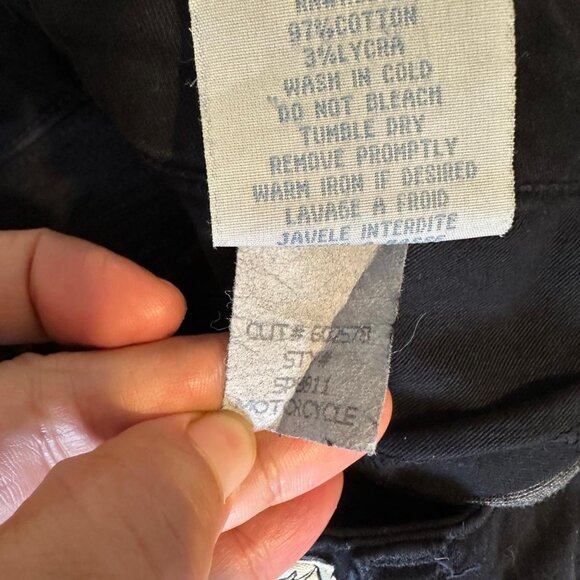 97%COTTON
3%LYCRA
WASH IN COLD
DO NOT BLEACH
TUMBLE DRY
REMOVE PROMPTLY
WARM IRON IF DESIRED
LAVAGE A FROID
JAVELE INTERDITE
CUT# 602578
STY#
MOTORCYCLE